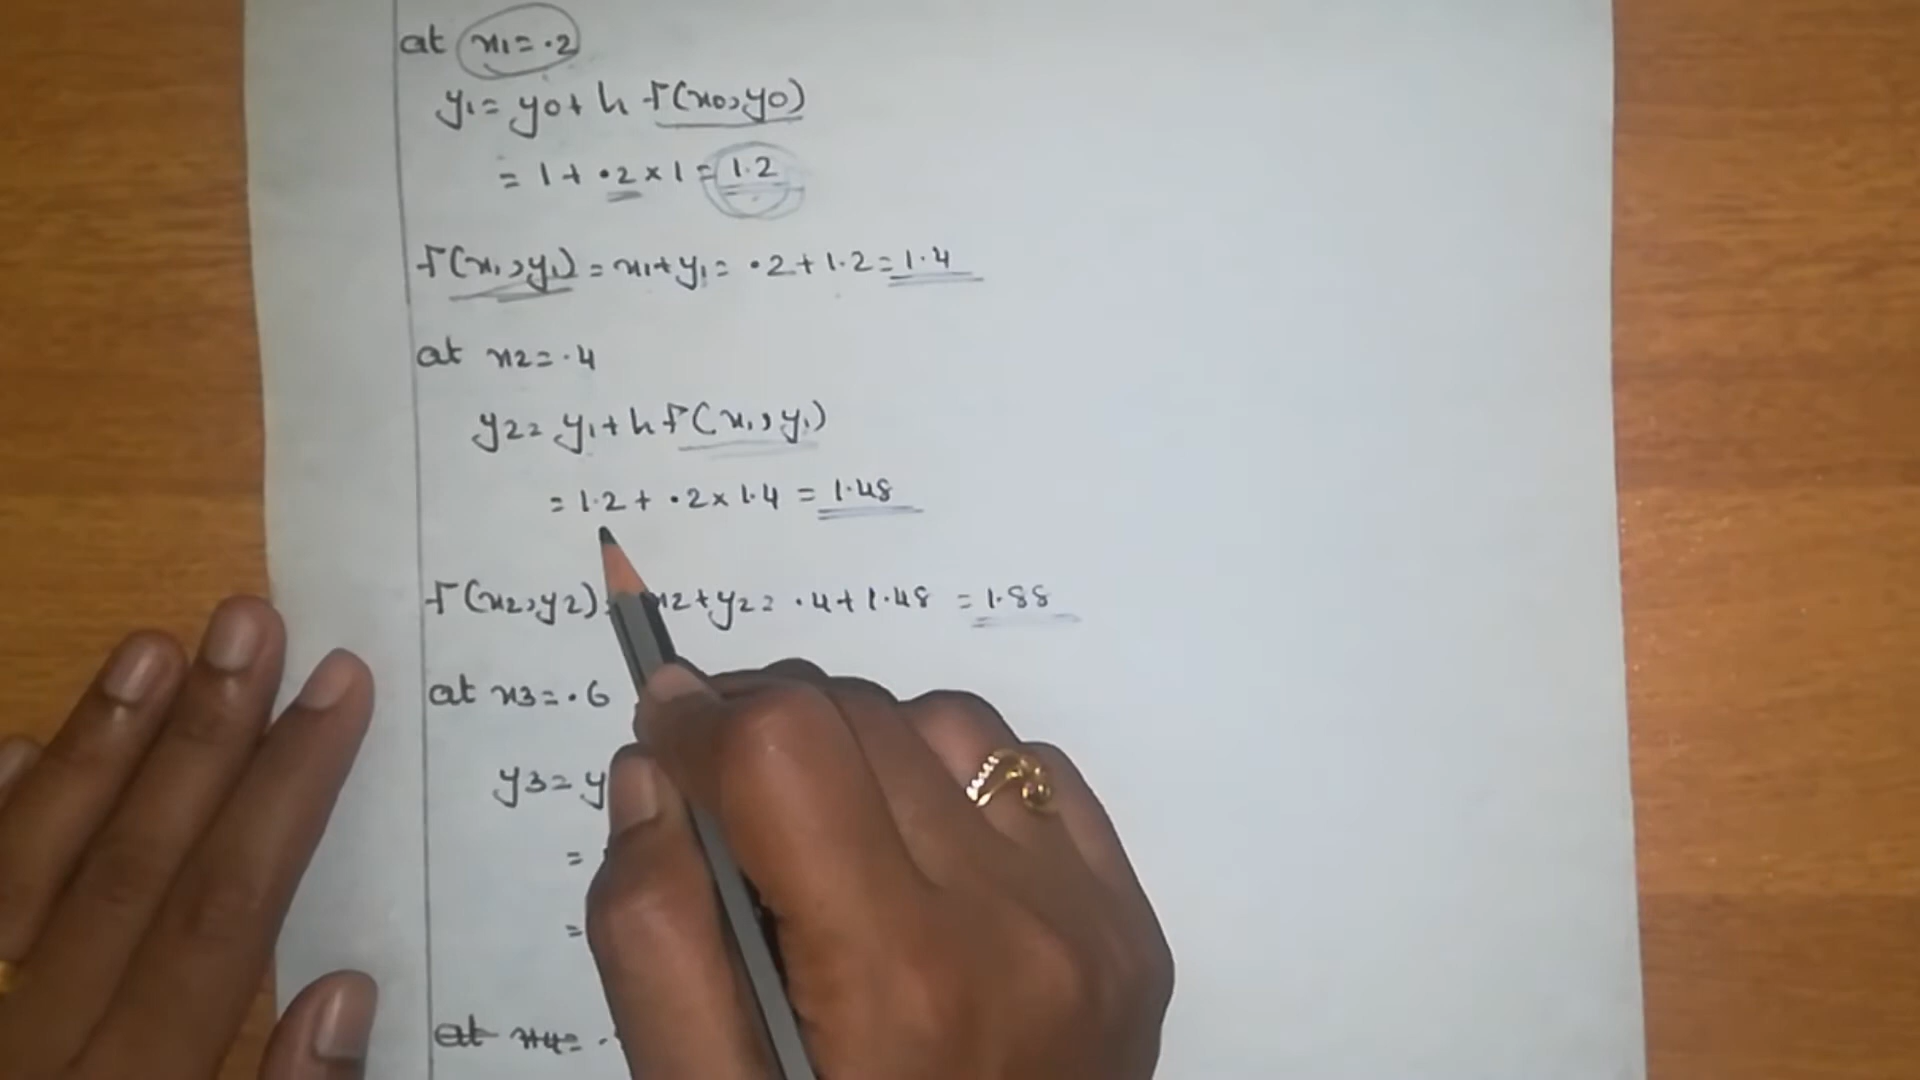 at x1 = .2
y1 = y0 + h f(x0, y0)
= 1 + .2 × 1 = 1.2
f(x1, y1) = x1 + y1 = .2 + 1.2 = 1.4
at x2 = .4
y2 = y1 + h f(x1, y1)
= 1.2 + .2 × 1.4 = 1.48
f(x2, y2) = x2 + y2 = .4 + 1.48 = 1.88
at x3 = .6
y3 = y
=
=
at x4 = .